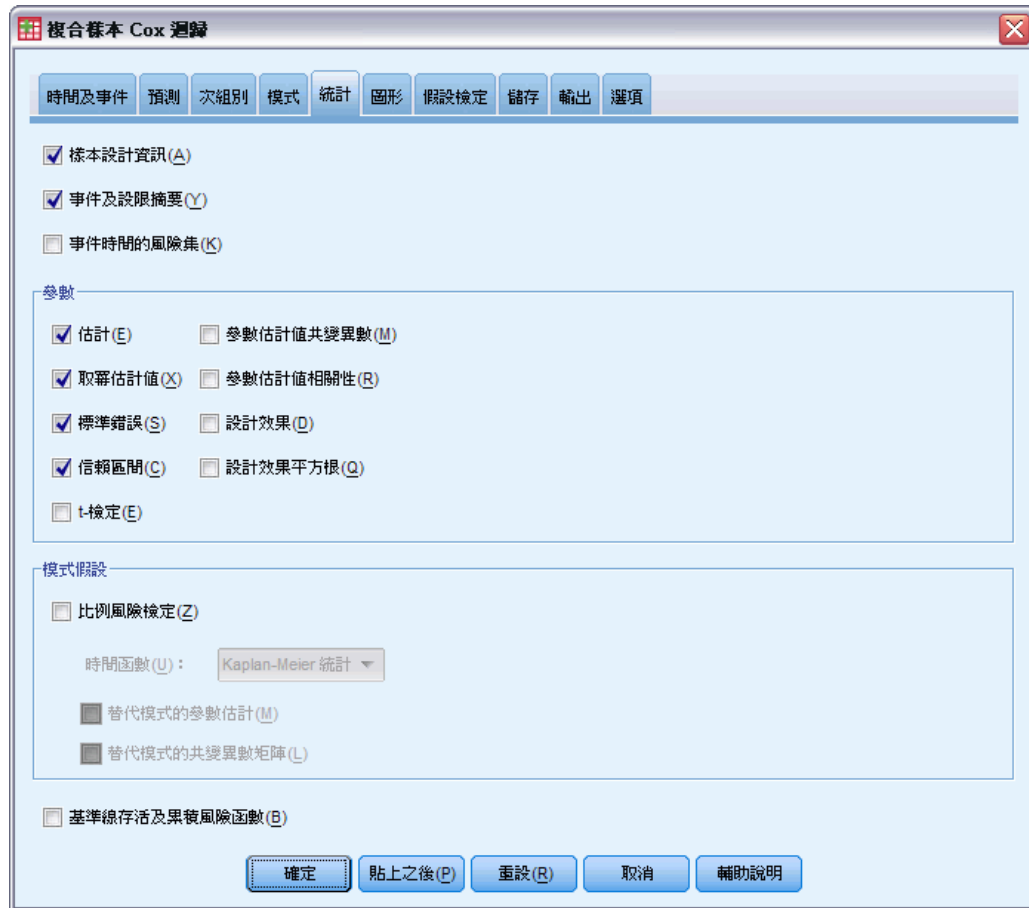 複合樣本 Cox 迴歸
時間及事件 預測 次組別 模式 統計 圖形 假設檢定 儲存 輸出 選項
樣本設計資訊(A)
事件及設限摘要(Y)
事件時間的風險集(K)
參數
估計(E) 參數估計值共變異數(M)
取冪估計值(X) 參數估計值相關性(R)
標準錯誤(S) 設計效果(D)
信賴區間(C) 設計效果平方根(Q)
t-檢定(E)
模式假設
比例風險檢定(Z)
時間函數(U)： Kaplan-Meier 統計
替代模式的參數估計(M)
替代模式的共變異數矩陣(L)
基準線存活及累積風險函數(B)
確定 貼上之後(P) 重設(R) 取消 輔助說明